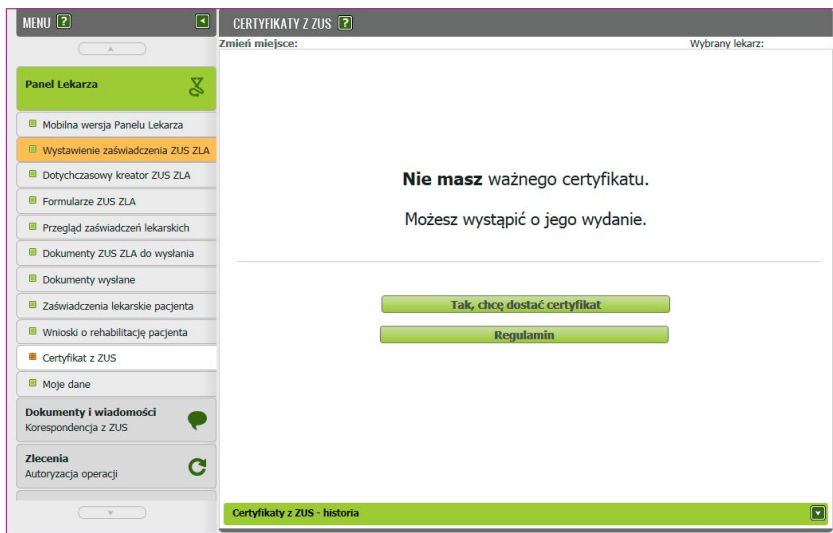 MENU ?
CERTYFIKATY Z ZUS ?
Zmień miejsce:
Wybrany lekarz:
Panel Lekarza
Mobilna wersja Panelu Lekarza
Wystawienie zaświadczenia ZUS ZLA
Dotychczasowy kreator ZUS ZLA
Formularze ZUS ZLA
Przegląd zaświadczeń lekarskich
Dokumenty ZUS ZLA do wysłania
Dokumenty wysłane
Zaświadczenia lekarskie pacjenta
Wnioski o rehabilitację pacjenta
Certyfikat z ZUS
Moje dane
Dokumenty i wiadomości
Korespondencja z ZUS
Zlecenia
Autoryzacja operacji
Nie masz ważnego certyfikatu.
Możesz wystąpić o jego wydanie.
Tak, chcę dostać certyfikat
Regulamin
Certyfikaty z ZUS - historia